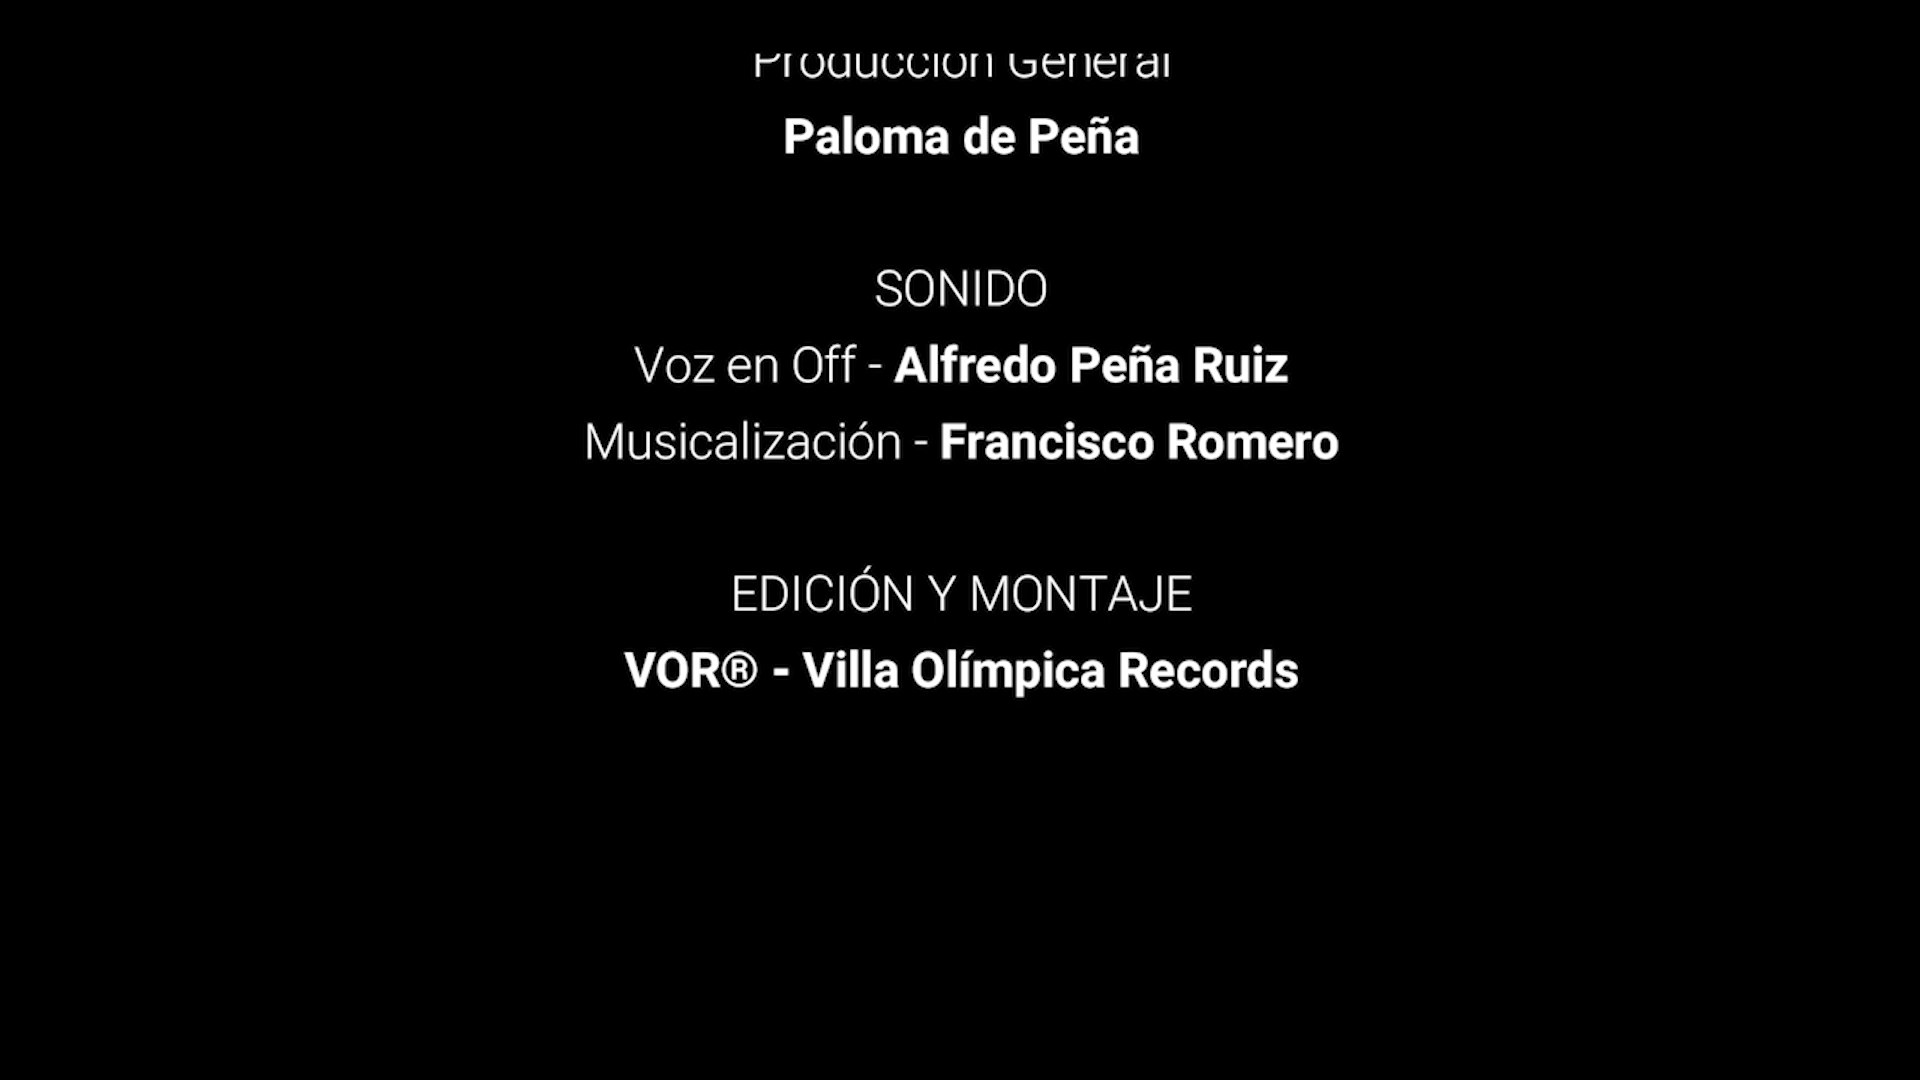 Producción General
Paloma de Peña
SONIDO
Voz en Off - Alfredo Peña Ruiz
Musicalización - Francisco Romero
EDICIÓN Y MONTAJE
VOR® - Villa Olímpica Records